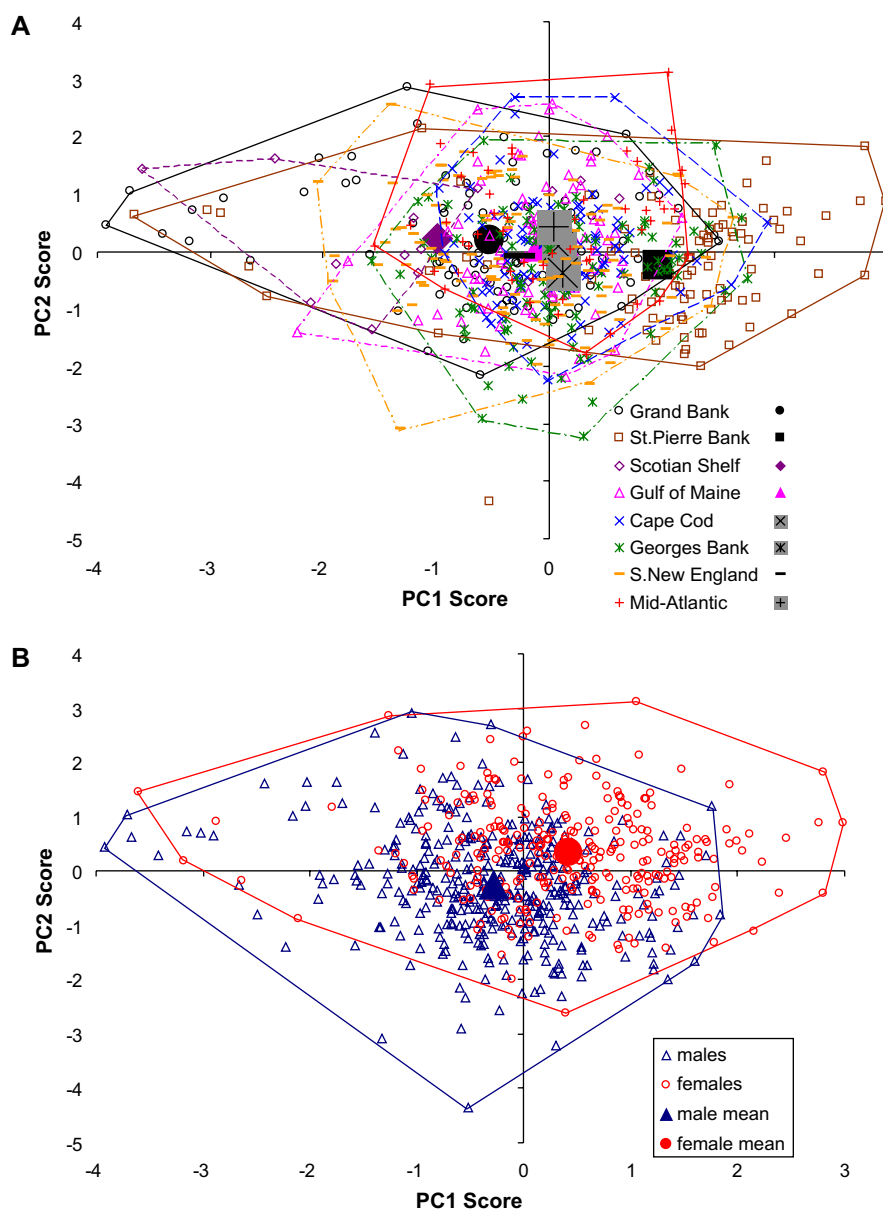 A
4
3
2
1
0
-1
-2
-3
-4
-5
PC2 Score
-4
-3
-2
-1
0
1
2
PC1 Score
Grand Bank
St.Pierre Bank
Scotian Shelf
Gulf of Maine
Cape Cod
Georges Bank
S.New England
Mid-Atlantic
B
4
3
2
1
0
-1
-2
-3
-4
-5
PC2 Score
-4
-3
-2
-1
0
1
2
3
PC1 Score
males
females
male mean
female mean